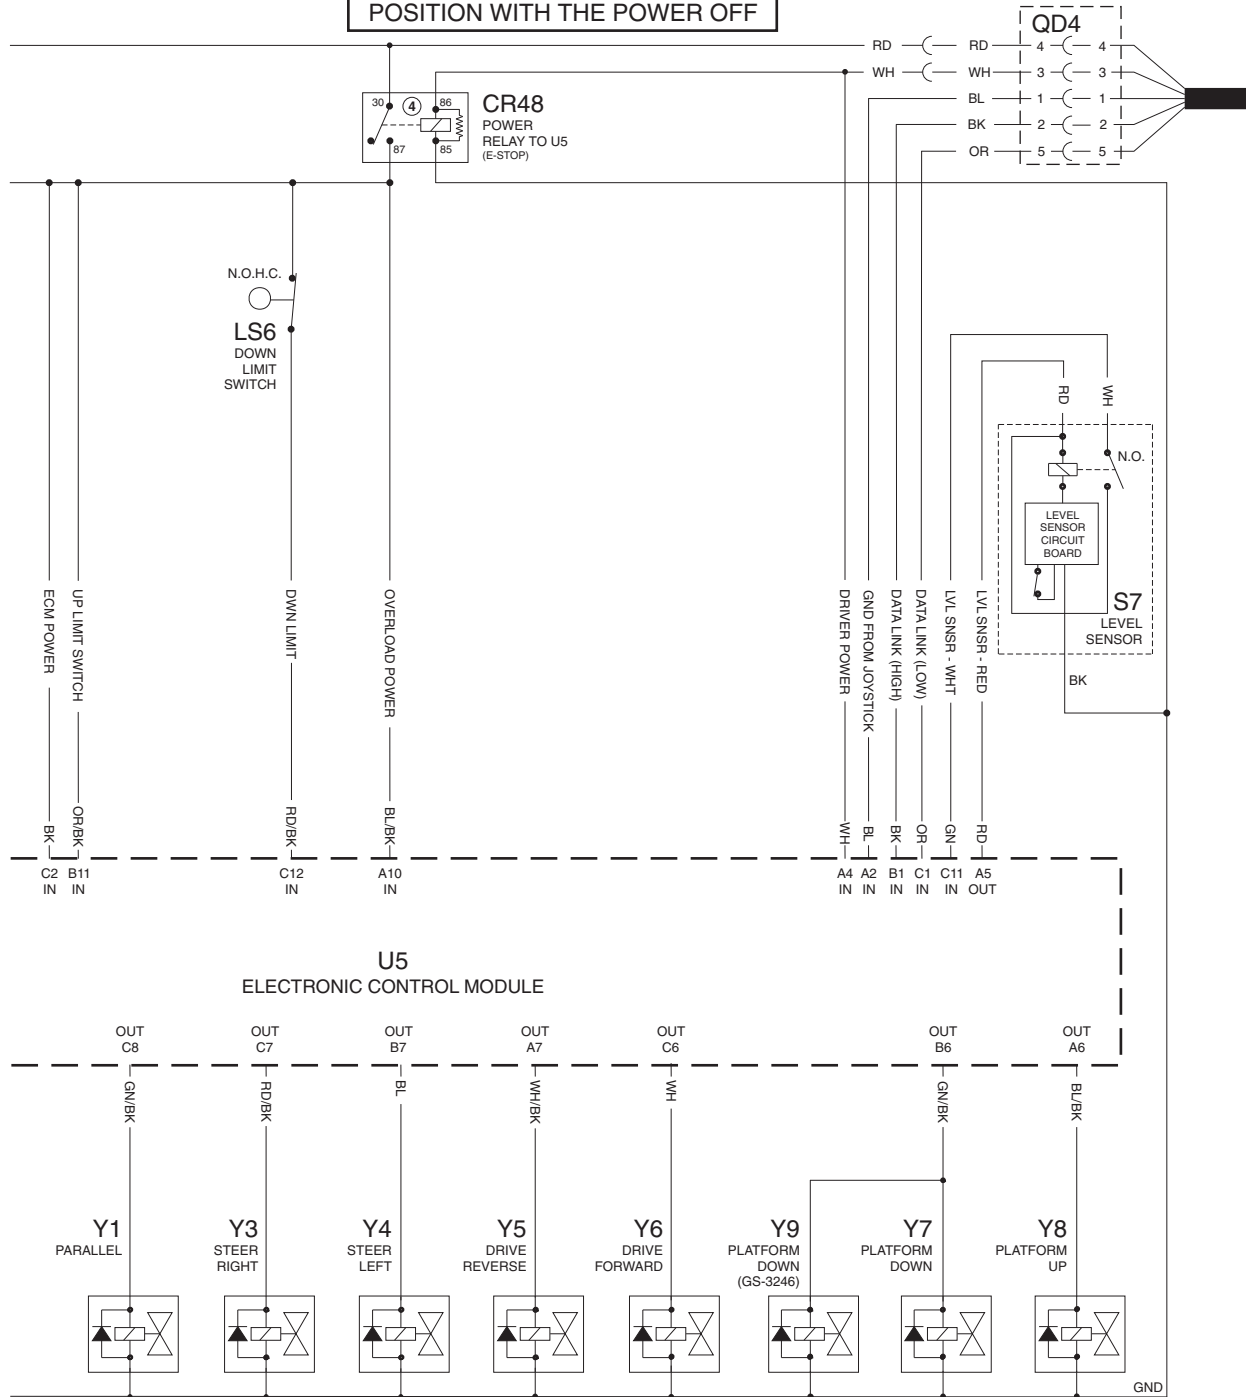 POSITION WITH THE POWER OFF
QD4
RD RD 4 4
WH WH 3 3
BL 1 1
BK 2 2
OR 5 5
30 4 86
87 85
CR48
POWER
RELAY TO U5
(E-STOP)
N.O.H.C.
LS6
DOWN
LIMIT
SWITCH
RD
WH
N.O.
LEVEL
SENSOR
CIRCUIT
BOARD
S7
LEVEL
SENSOR
BK
ECM POWER
UP LIMIT SWITCH
DWN LIMIT
OVERLOAD POWER
DRIVER POWER
GND FROM JOYSTICK
DATA LINK (HIGH)
DATA LINK (LOW)
LVL SNSR - WHT
LVL SNSR - RED
BK
OR/BK
RD/BK
BL/BK
WH
BL
BK
OR
GN
RD
C2 B11 C12 A10 A4 A2 B1 C1 C11 A5
IN IN IN IN IN IN IN IN IN OUT
U5
ELECTRONIC CONTROL MODULE
OUT OUT OUT OUT OUT OUT OUT
C8 C7 B7 A7 C6 B6 A6
GN/BK
RD/BK
BL
WH/BK
WH
GN/BK
BL/BK
Y1
PARALLEL
Y3
STEER
RIGHT
Y4
STEER
LEFT
Y5
DRIVE
REVERSE
Y6
DRIVE
FORWARD
Y9
PLATFORM
DOWN
(GS-3246)
Y7
PLATFORM
DOWN
Y8
PLATFORM
UP
GND